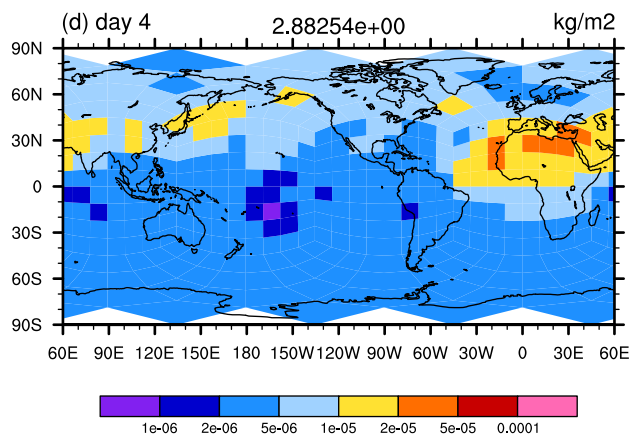 (d) day 4 2.88254e+00 kg/m2
90N
60N
30N
0
30S
60S
90S
60E 90E 120E 150E 180 150W 120W 90W 60W 30W 0 30E 60E
1e-06 2e-06 5e-06 1e-05 2e-05 5e-05 0.0001